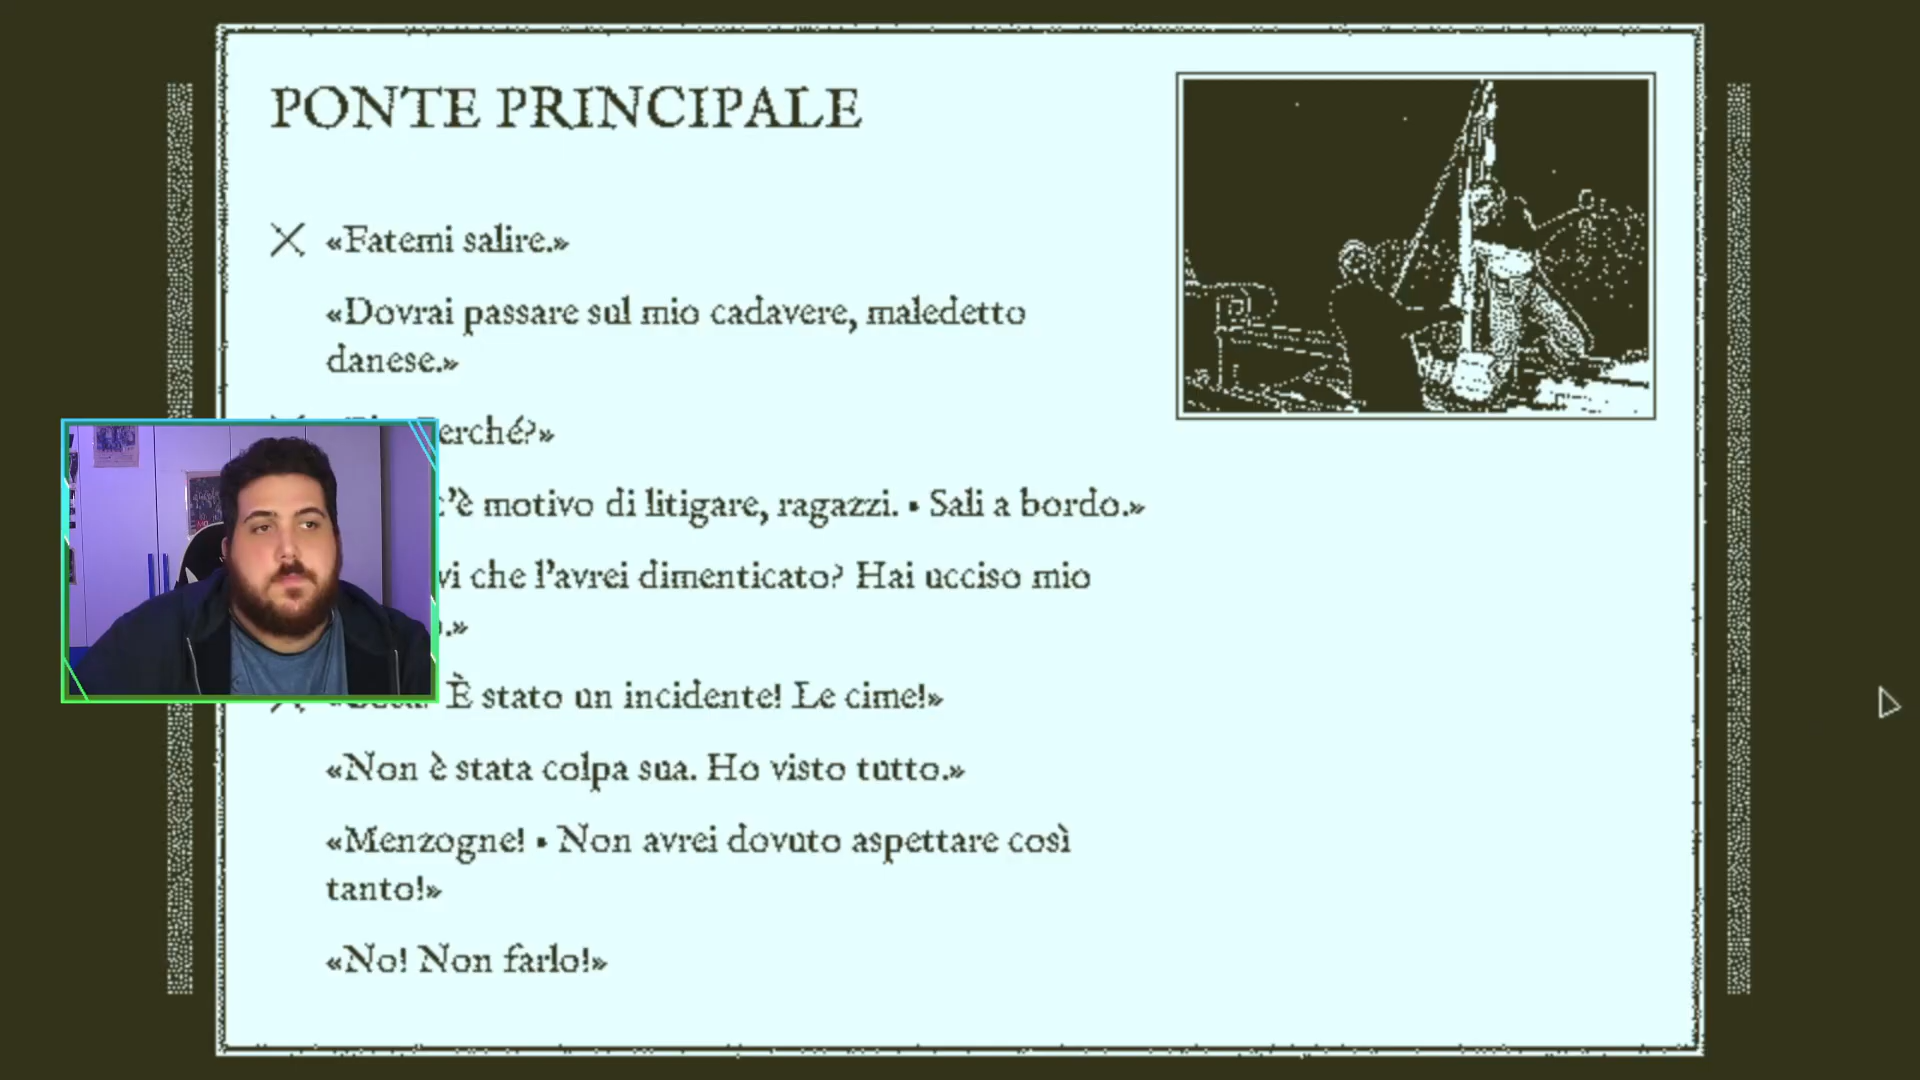 PONTE PRINCIPALE
«Fatemi salire.»
«Dovrai passare sul mio cadavere, maledetto
danese.»
erché?»
c'è motivo di litigare, ragazzi. • Sali a bordo.»
vi che l'avrei dimenticato? Hai ucciso mio
.»
È stato un incidente! Le cime!»
«Non è stata colpa sua. Ho visto tutto.»
«Menzogne! • Non avrei dovuto aspettare così
tanto!»
«No! Non farlo!»